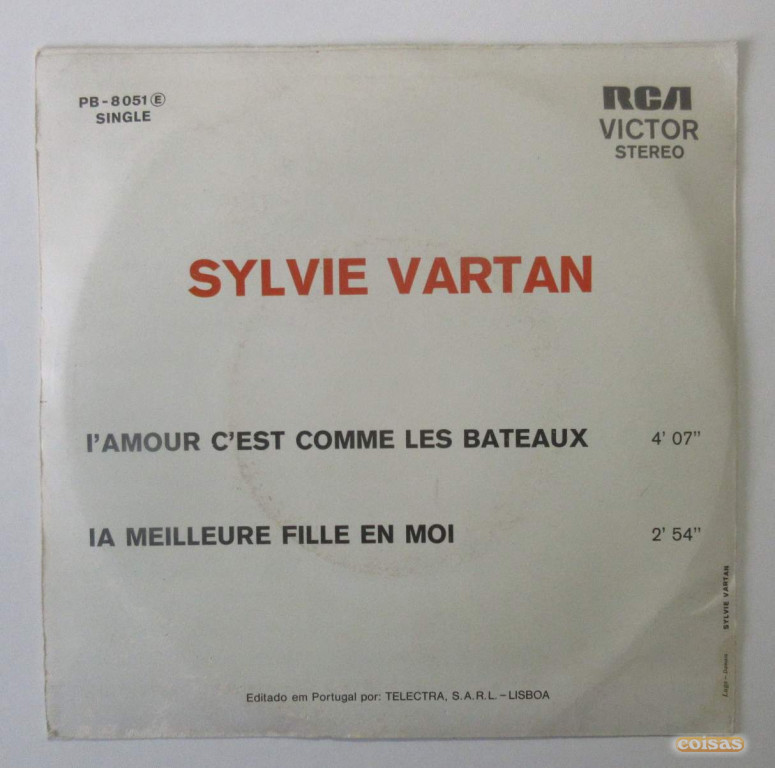 PB-8051 Ⓔ
SINGLE
RCA
VICTOR
STEREO
SYLVIE VARTAN
l'AMOUR C'EST COMME LES BATEAUX 4' 07"
lA MEILLEURE FILLE EN MOI 2' 54"
SYLVIE VARTAN
Editado em Portugal por: TELECTRA, S.A.R.L. – LISBOA
coisas